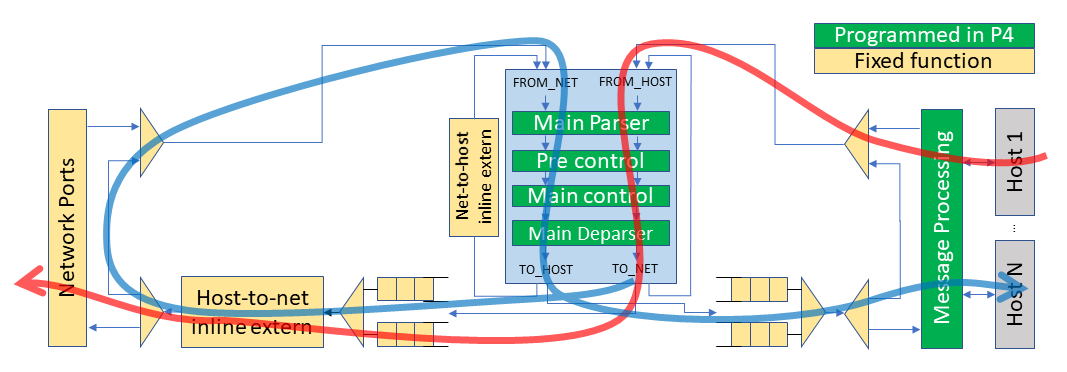 Programmed in P4
Fixed function
FROM_NET
FROM_HOST
Main Parser
Pre control
Main control
Main Deparser
TO_HOST
TO_NET
Network Ports
Net-to-host
inline extern
Host-to-net
inline extern
Message Processing
Host 1
...
Host N